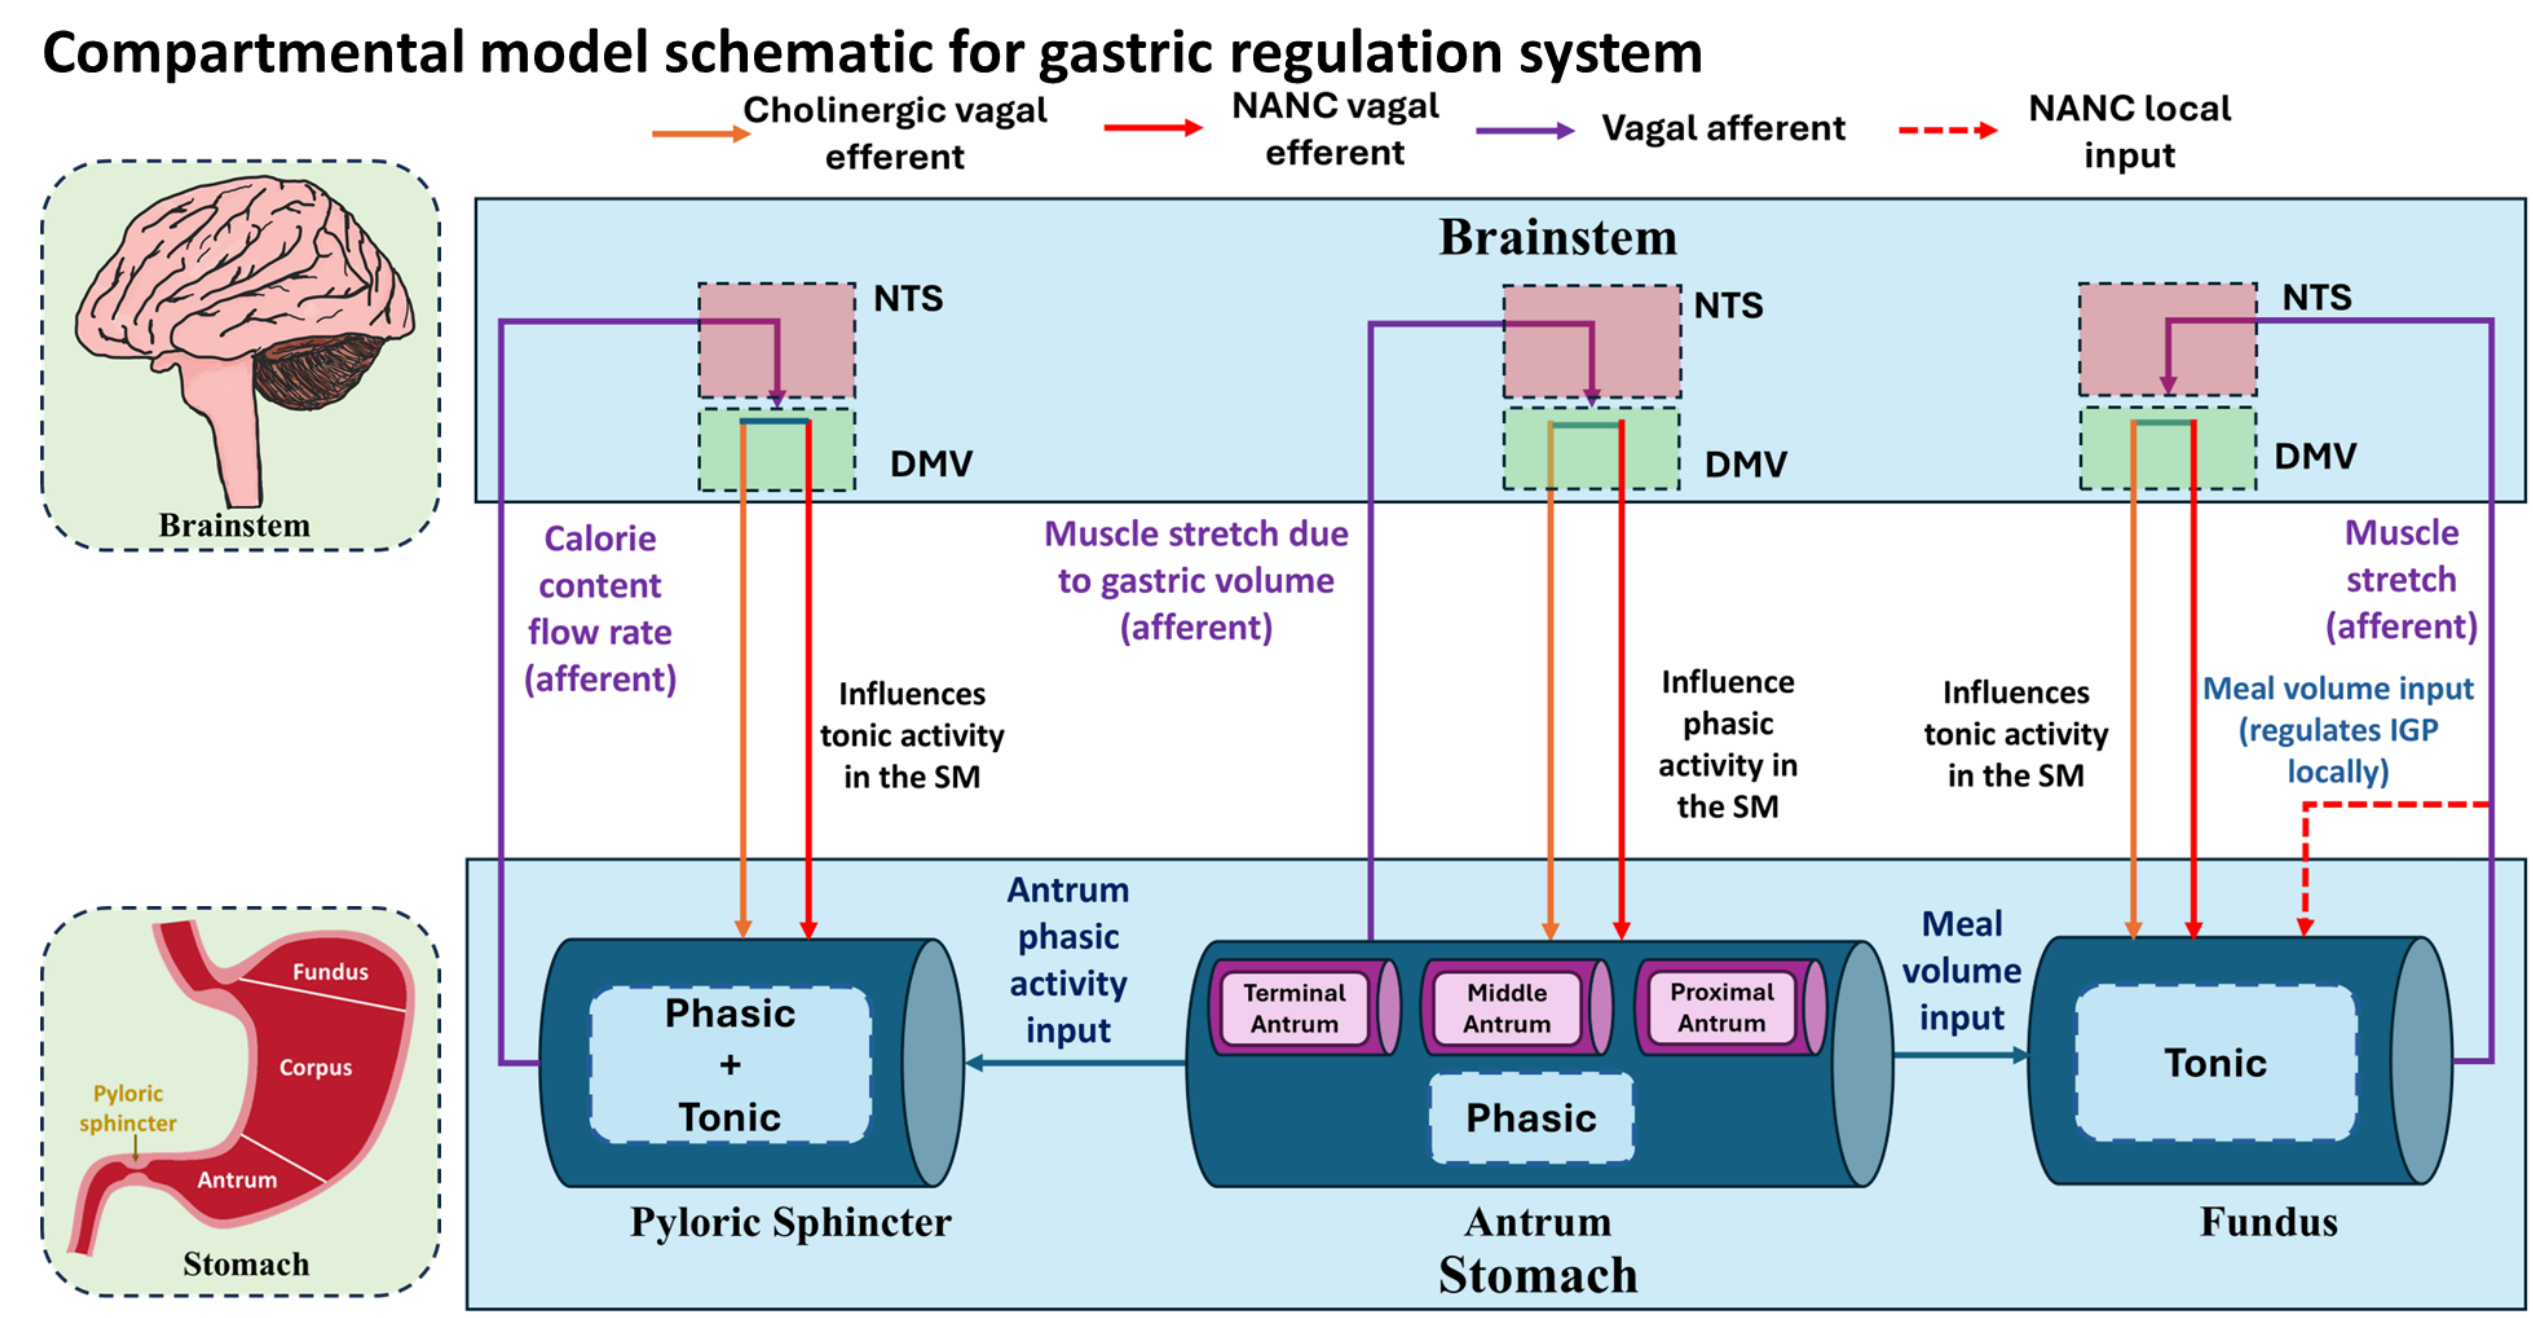 Compartmental model schematic for gastric regulation system
Cholinergic vagal
efferent
NANC vagal
efferent
Vagal afferent
NANC local
input
Brainstem
Brainstem
NTS
DMV
NTS
DMV
NTS
DMV
Calorie
content
flow rate
(afferent)
Influences
tonic activity
in the SM
Muscle stretch due
to gastric volume
(afferent)
Influence
phasic
activity in
the SM
Influences
tonic activity
in the SM
Muscle
stretch
(afferent)
Meal volume input
(regulates IGP
locally)
Fundus
Corpus
Pyloric
sphincter
Antrum
Stomach
Phasic
+
Tonic
Pyloric Sphincter
Antrum
phasic
activity
input
Terminal
Antrum
Middle
Antrum
Proximal
Antrum
Phasic
Antrum
Meal
volume
input
Tonic
Fundus
Stomach